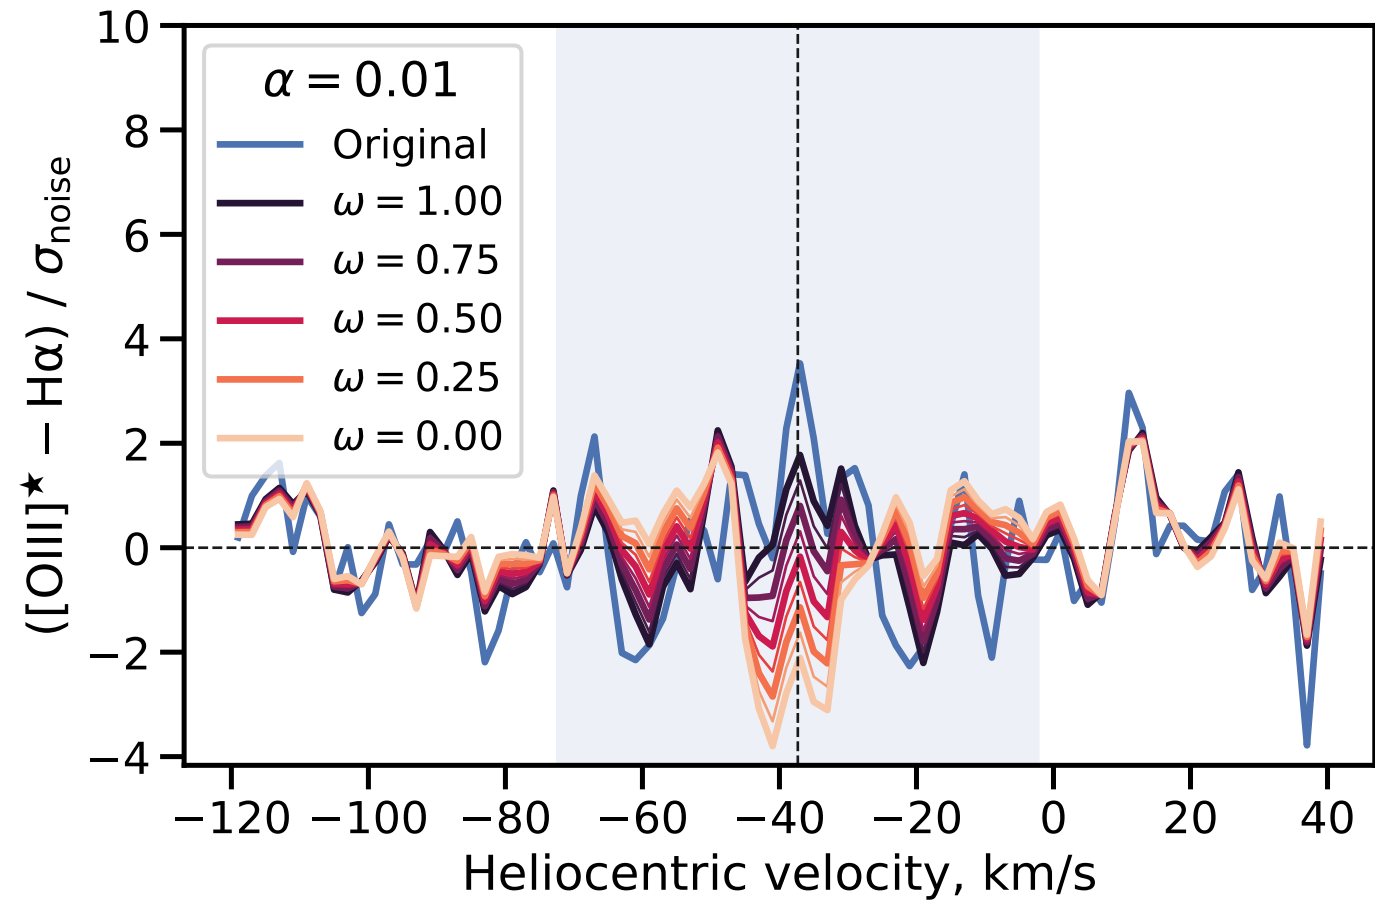 10
8
6
4
2
0
−2
−4
([OIII]★ − Hα) / σnoise
α = 0.01
Original
ω = 1.00
ω = 0.75
ω = 0.50
ω = 0.25
ω = 0.00
−120 −100 −80 −60 −40 −20 0 20 40
Heliocentric velocity, km/s